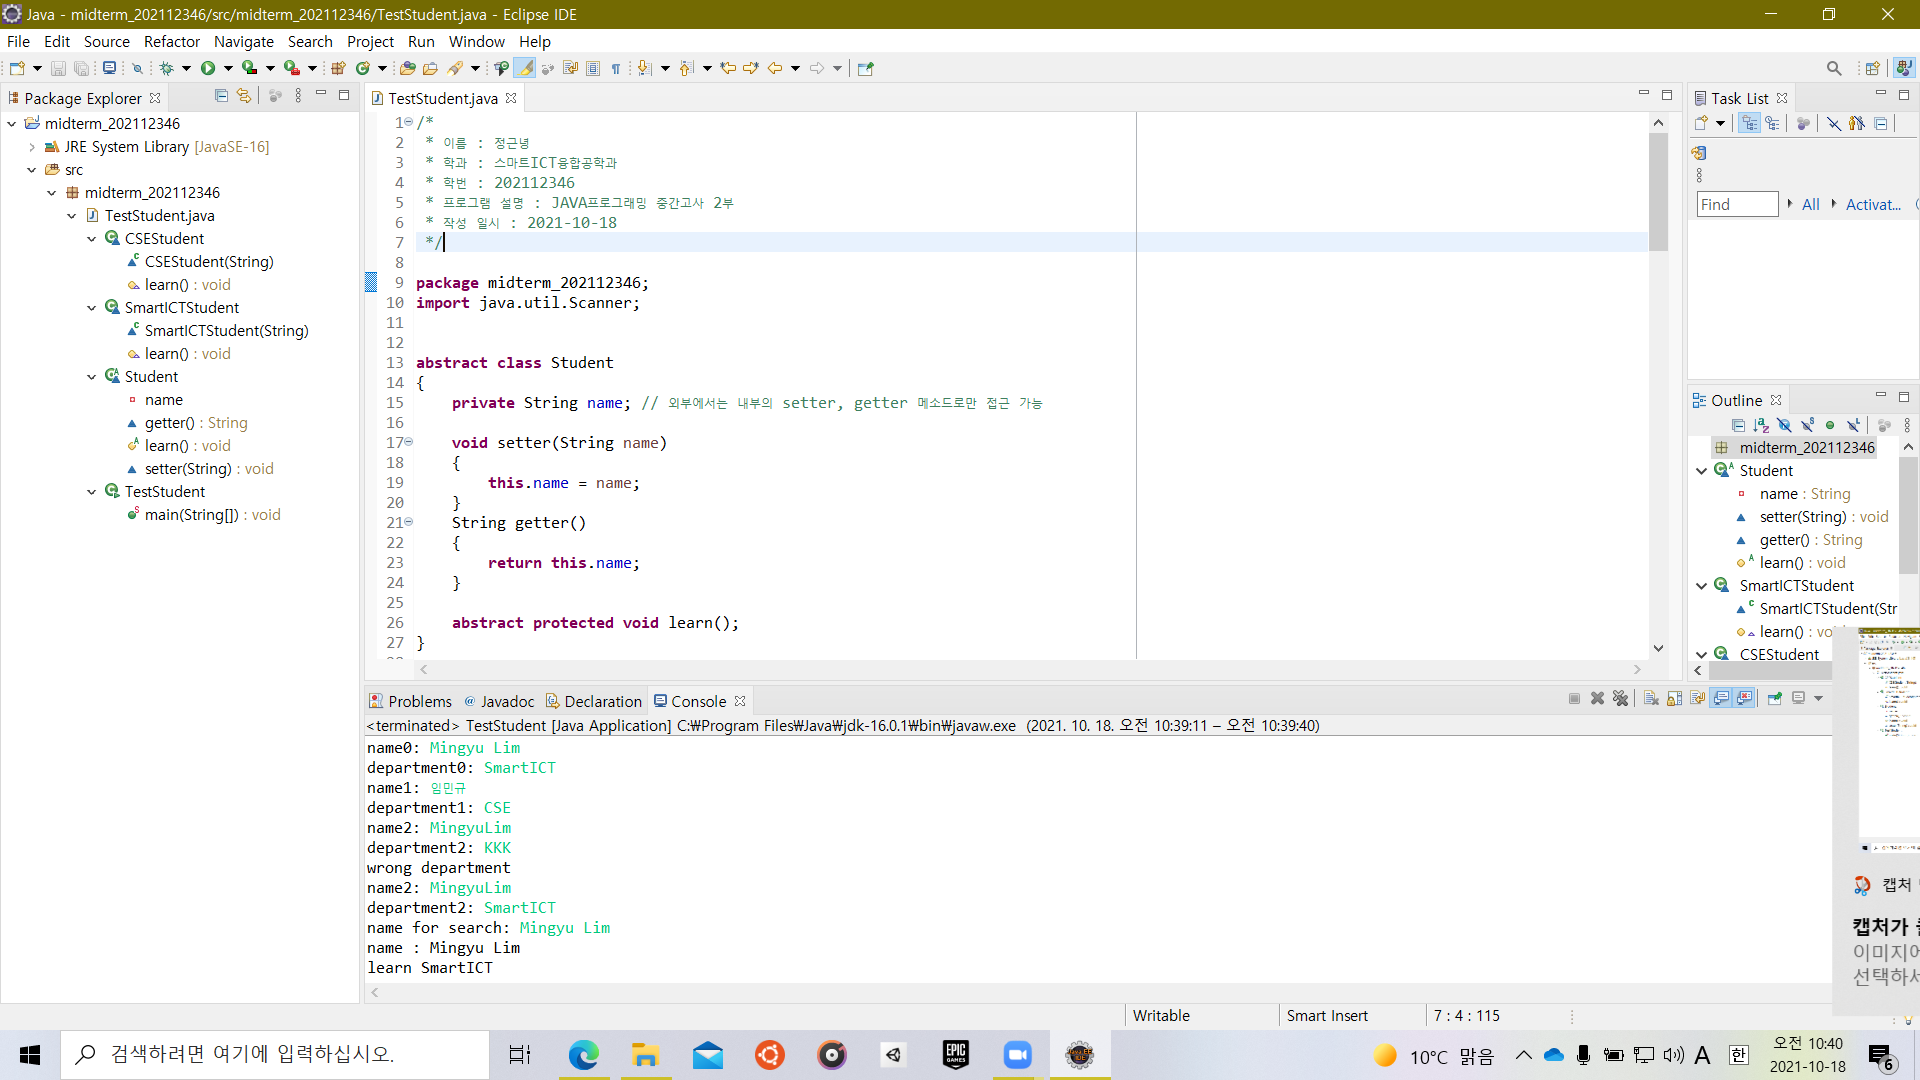 Java - midterm_202112346/src/midterm_202112346/TestStudent.java - Eclipse IDE
File Edit Source Refactor Navigate Search Project Run Window Help
Package Explorer
midterm_202112346
JRE System Library [JavaSE-16]
src
midterm_202112346
TestStudent.java
CSEStudent
CSEStudent(String)
learn() : void
SmartICTStudent
SmartICTStudent(String)
learn() : void
Student
name
getter() : String
learn() : void
setter(String) : void
TestStudent
main(String[]) : void
TestStudent.java
1 /*
2  * 이름 : 정근녕
3  * 학과 : 스마트ICT융합공학과
4  * 학번 : 202112346
5  * 프로그램 설명 : JAVA프로그래밍 중간고사 2부
6  * 작성 일시 : 2021-10-18
7  */
8
9 package midterm_202112346;
10 import java.util.Scanner;
11
12
13 abstract class Student
14 {
15     private String name; // 외부에서는 내부의 setter, getter 메소드로만 접근 가능
16
17     void setter(String name)
18     {
19         this.name = name;
20     }
21     String getter()
22     {
23         return this.name;
24     }
25
26     abstract protected void learn();
27 }
Task List
Find All Activat...
Outline
midterm_202112346
Student
name : String
setter(String) : void
getter() : String
learn() : void
SmartICTStudent
SmartICTStudent(Str
learn() : vo
CSEStudent
Problems @ Javadoc Declaration Console
<terminated> TestStudent [Java Application] C:₩Program Files₩Java₩jdk-16.0.1₩bin₩javaw.exe (2021. 10. 18. 오전 10:39:11 – 오전 10:39:40)
name0: Mingyu Lim
department0: SmartICT
name1: 임민규
department1: CSE
name2: MingyuLim
department2: KKK
wrong department
name2: MingyuLim
department2: SmartICT
name for search: Mingyu Lim
name : Mingyu Lim
learn SmartICT
캡처
캡처가
이미지에
선택하세
Writable Smart Insert 7 : 4 : 115
검색하려면 여기에 입력하십시오.
EPIC GAMES
10°C 맑음
A 한
오전 10:40
2021-10-18
6